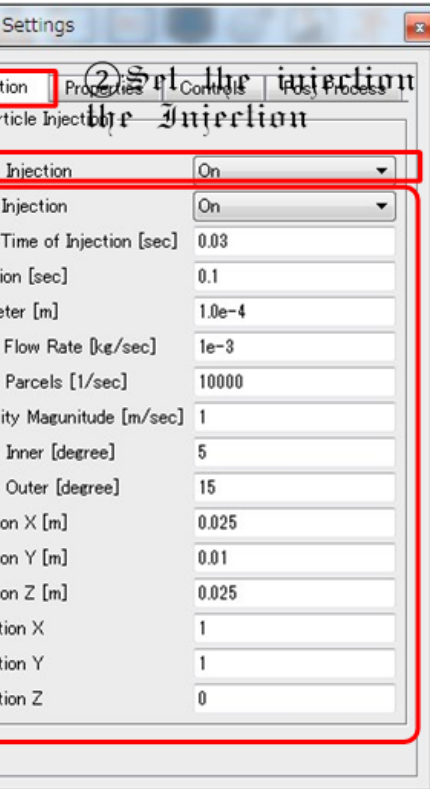 Settings
②Set the injection
tion Properties Controls Post Process
the Injection
rticle Injection
Injection On
Injection On
Time of Injection [sec] 0.03
ion [sec] 0.1
eter [m] 1.0e-4
Flow Rate [kg/sec] 1e-3
Parcels [1/sec] 10000
ity Magunitude [m/sec] 1
Inner [degree] 5
Outer [degree] 15
on X [m] 0.025
on Y [m] 0.01
on Z [m] 0.025
tion X 1
tion Y 1
tion Z 0